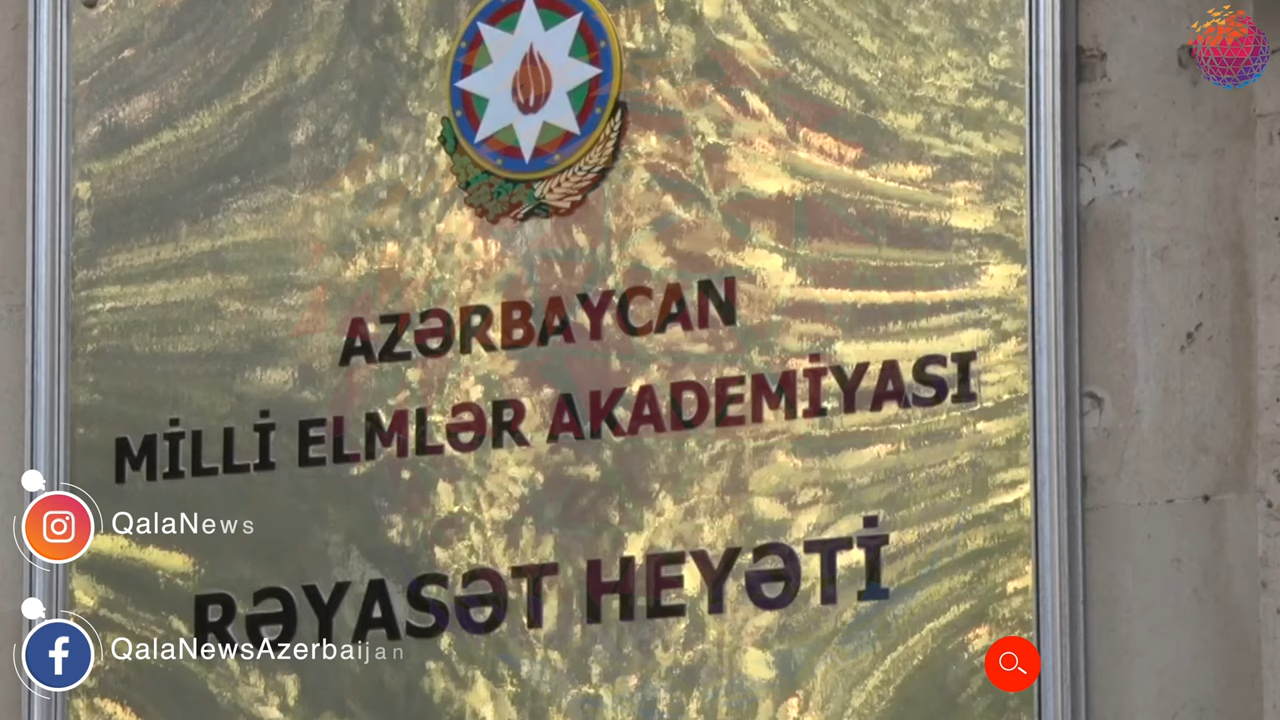 AZƏRBAYCAN
MİLLİ ELMLƏR AKADEMİYASI
RƏYASƏT HEYƏTİ
QalaNews
QalaNewsAzerbaijan